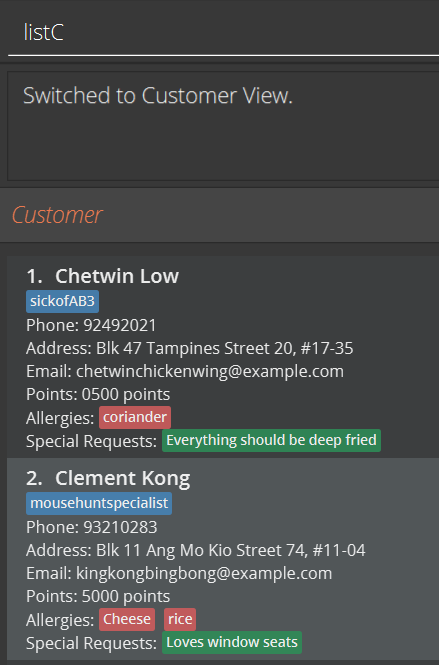 listC
Switched to Customer View.
Customer
1. Chetwin Low
sickofAB3
Phone: 92492021
Address: Blk 47 Tampines Street 20, #17-35
Email: chetwinchickenwing@example.com
Points: 0500 points
Allergies: coriander
Special Requests: Everything should be deep fried
2. Clement Kong
mousehuntspecialist
Phone: 93210283
Address: Blk 11 Ang Mo Kio Street 74, #11-04
Email: kingkongbingbong@example.com
Points: 5000 points
Allergies: Cheese rice
Special Requests: Loves window seats